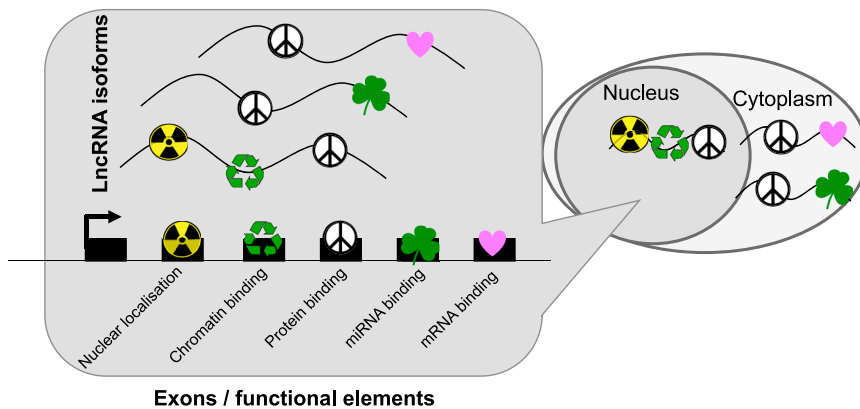 LncRNA isoforms
Nucleus
Cytoplasm
Nuclear localisation
Chromatin binding
Protein binding
miRNA binding
mRNA binding
Exons / functional elements